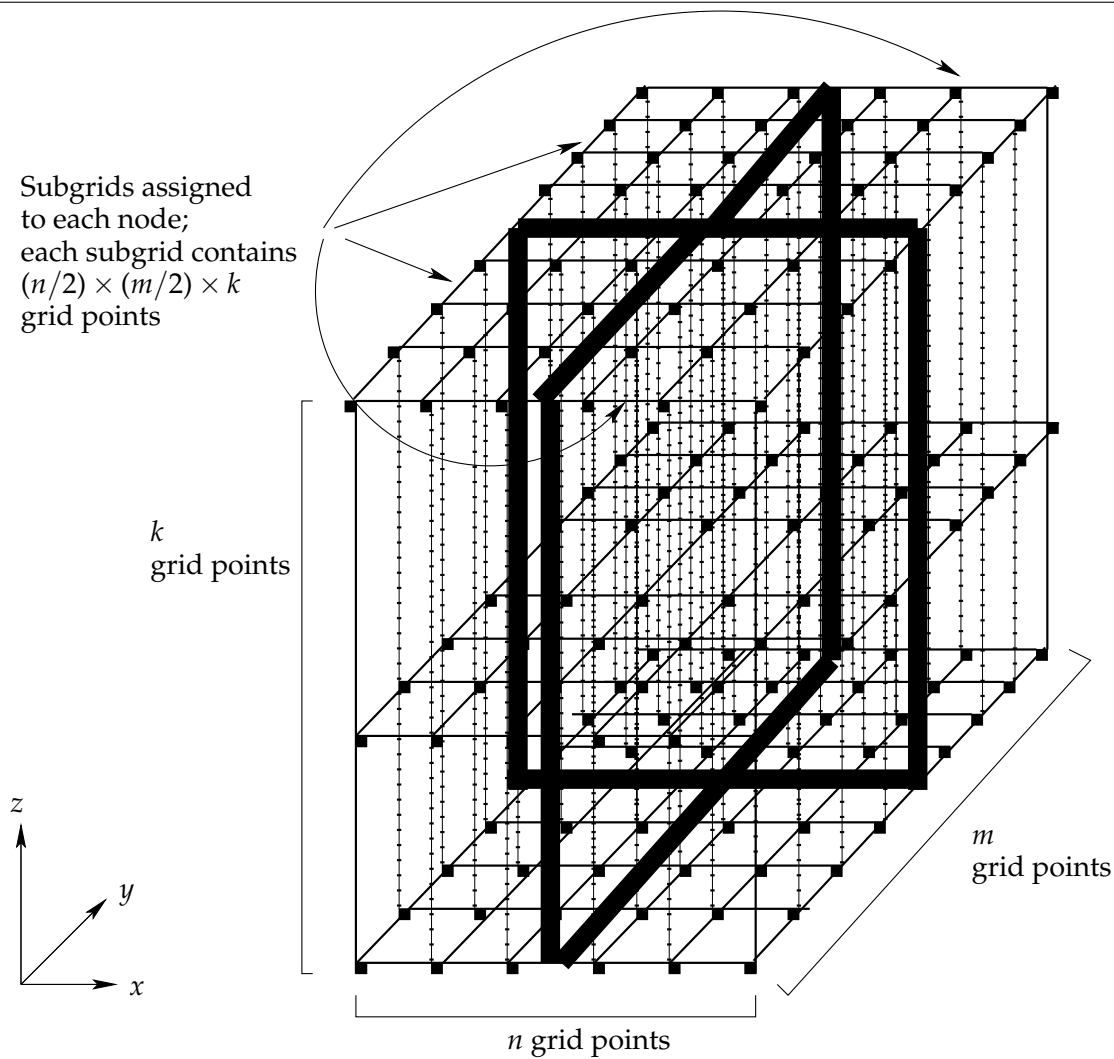 Subgrids assigned
to each node;
each subgrid contains
(n/2) × (m/2) × k
grid points
k
grid points
z
y
x
m
grid points
n grid points